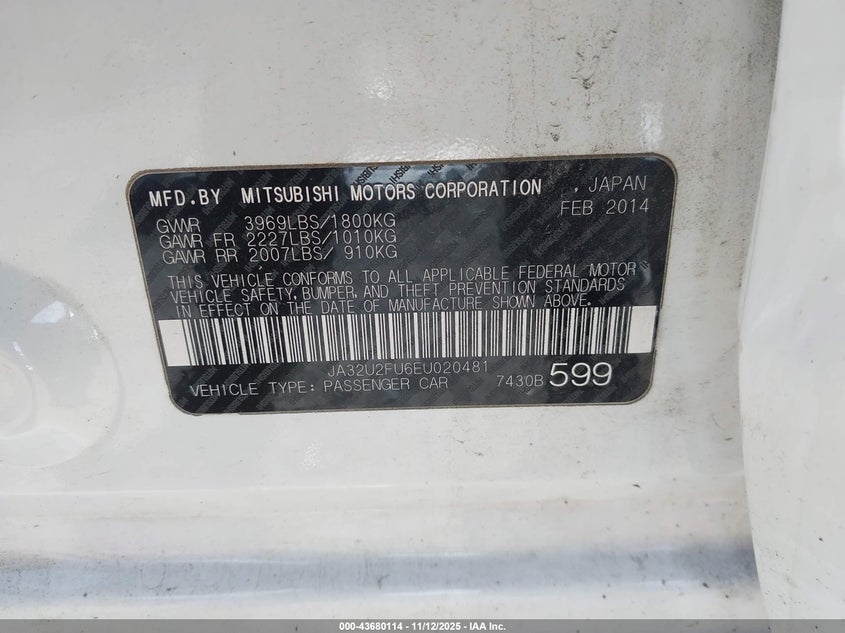 MFD.BY MITSUBISHI MOTORS CORPORATION , JAPAN
FEB 2014
GVWR 3969LBS/1800KG
GAWR FR 2227LBS/1010KG
GAWR RR 2007LBS/ 910KG
THIS VEHICLE CONFORMS TO ALL APPLICABLE FEDERAL MOTOR
VEHICLE SAFETY, BUMPER, AND THEFT PREVENTION STANDARDS
IN EFFECT ON THE DATE OF MANUFACTURE SHOWN ABOVE.
JA32U2FU6EU020481
VEHICLE TYPE: PASSENGER CAR 7430B 599
000-43680114 - 11/12/2025 - IAA Inc.